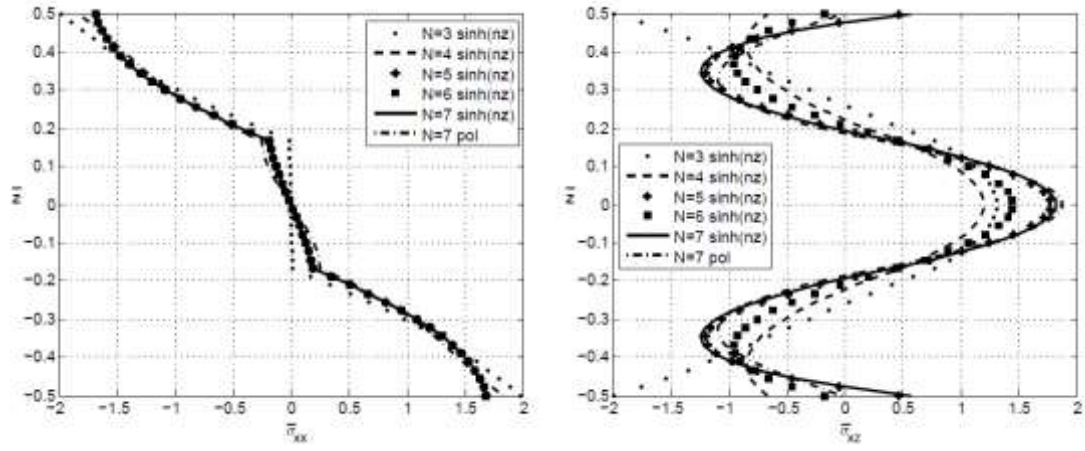 N=3 sinh(nz)
N=4 sinh(nz)
N=5 sinh(nz)
N=6 sinh(nz)
N=7 sinh(nz)
N=7 pol
0.5
0.4
0.3
0.2
0.1
0
−0.1
−0.2
−0.3
−0.4
−0.5
z̄
−2
−1.5
−1
−0.5
0
0.5
1
1.5
2
σ̄xx
N=3 sinh(nz)
N=4 sinh(nz)
N=5 sinh(nz)
N=6 sinh(nz)
N=7 sinh(nz)
N=7 pol
0.5
0.4
0.3
0.2
0.1
0
−0.1
−0.2
−0.3
−0.4
−0.5
z̄
−2
−1.5
−1
−0.5
0
0.5
1
1.5
2
σ̄xz